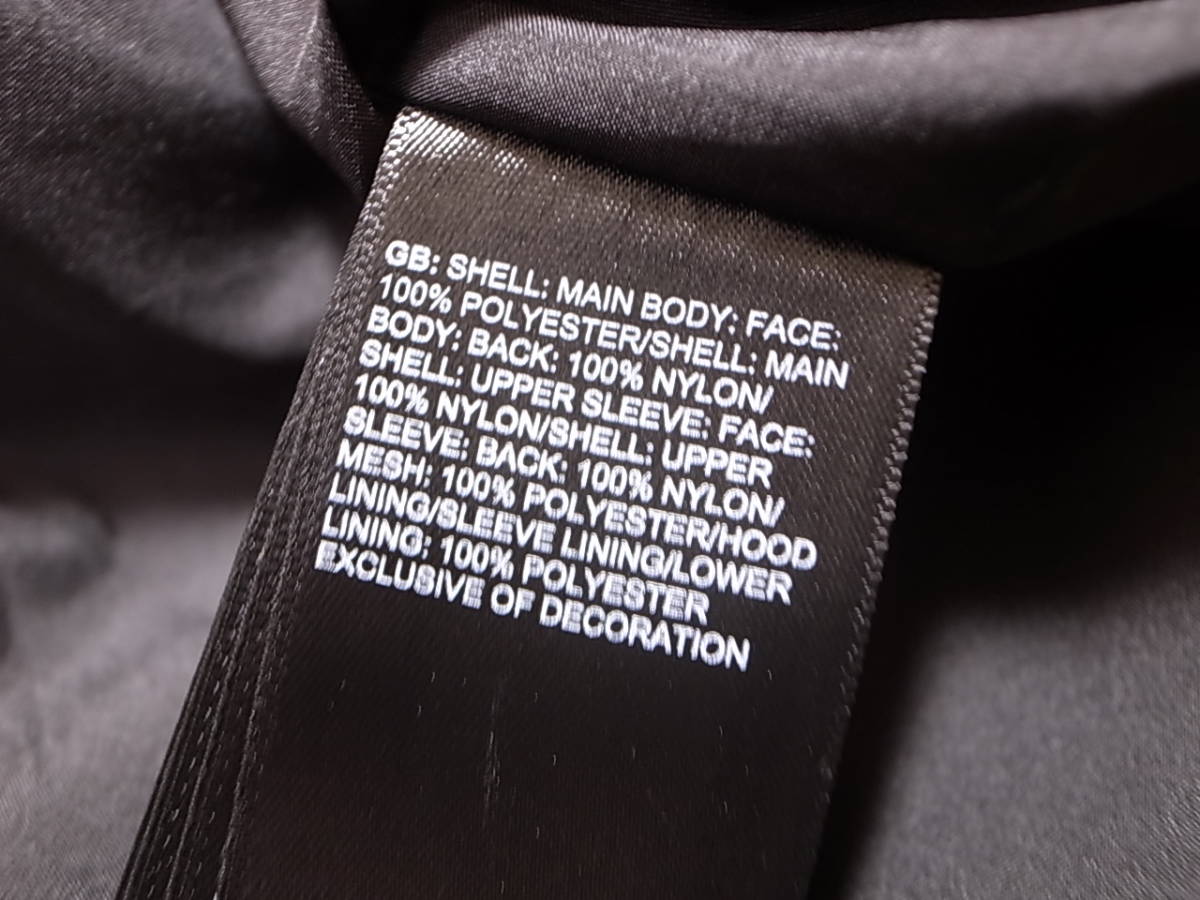 GB: SHELL: MAIN BODY: FACE:
100% POLYESTER/SHELL: MAIN
BODY: BACK: 100% NYLON/
SHELL: UPPER SLEEVE: FACE:
100% NYLON/SHELL: UPPER
SLEEVE: BACK: 100% NYLON/
MESH: 100% POLYESTER/HOOD
LINING/SLEEVE LINING/LOWER
LINING: 100% POLYESTER
EXCLUSIVE OF DECORATION